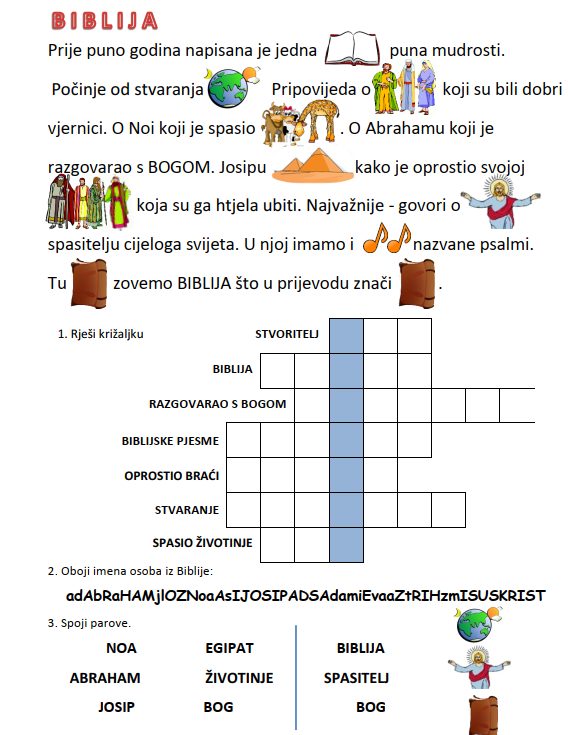 BIBLIJA
Prije puno godina napisana je jedna puna mudrosti.
Počinje od stvaranja Pripovijeda o koji su bili dobri
vjernici. O Noi koji je spasio . O Abrahamu koji je
razgovarao s BOGOM. Josipu kako je oprostio svojoj
koja su ga htjela ubiti. Najvažnije - govori o
spasitelju cijeloga svijeta. U njoj imamo i nazvane psalmi.
Tu zovemo BIBLIJA što u prijevodu znači .
1. Rješi križaljku STVORITELJ
BIBLIJA
RAZGOVARAO S BOGOM
BIBLIJSKE PJESME
OPROSTIO BRAĆI
STVARANJE
SPASIO ŽIVOTINJE
2. Oboji imena osoba iz Biblije:
adAbRaHAMjlOZNoaAsIJOSIPADSAdamiEvaaZtRIHzmISUSKRIST
3. Spoji parove.
NOA EGIPAT BIBLIJA
ABRAHAM ŽIVOTINJE SPASITELJ
JOSIP BOG BOG